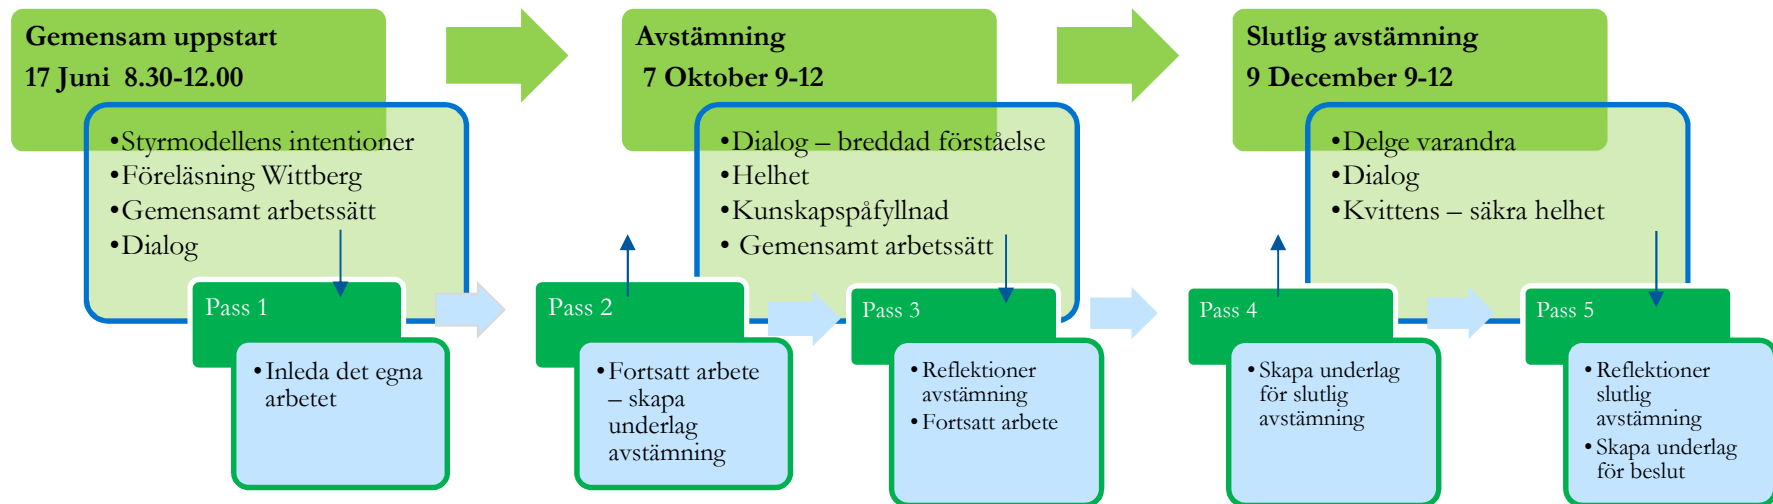 Gemensam uppstart
17 Juni 8.30-12.00
•Styrmodellens intentioner
•Föreläsning Wittberg
•Gemensamt arbetssätt
•Dialog
Pass 1
•Inleda det egna
arbetet
Avstämning
7 Oktober 9-12
•Dialog – breddad förståelse
•Helhet
•Kunskapspåfyllnad
• Gemensamt arbetssätt
Pass 2
•Fortsatt arbete
– skapa
underlag
avstämning
Pass 3
•Reflektioner
avstämning
•Fortsatt arbete
Slutlig avstämning
9 December 9-12
•Delge varandra
•Dialog
•Kvittens – säkra helhet
Pass 4
•Skapa underlag
för slutlig
avstämning
Pass 5
•Reflektioner
slutlig
avstämning
•Skapa underlag
för beslut